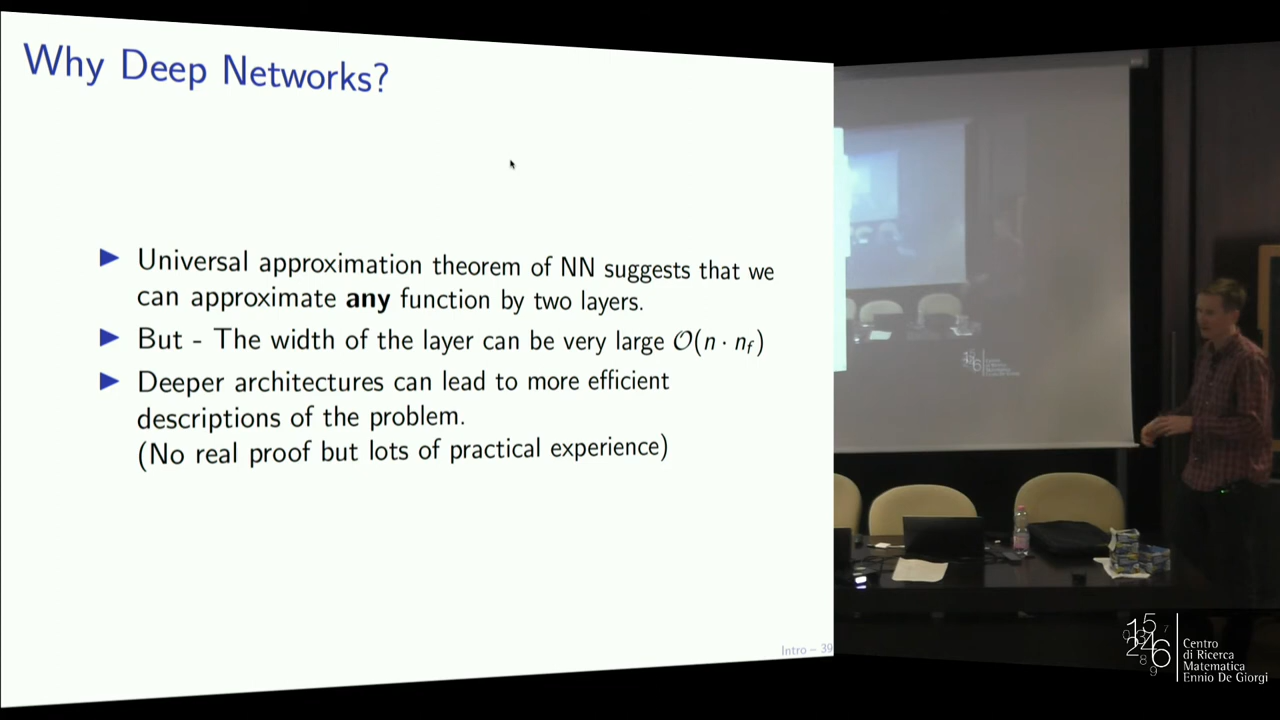 Why Deep Networks?
▶ Universal approximation theorem of NN suggests that we
can approximate any function by two layers.
▶ But - The width of the layer can be very large 𝒪(n · n_f)
▶ Deeper architectures can lead to more efficient
descriptions of the problem.
(No real proof but lots of practical experience)
Intro – 39
Centro
di Ricerca
Matematica
Ennio De Giorgi